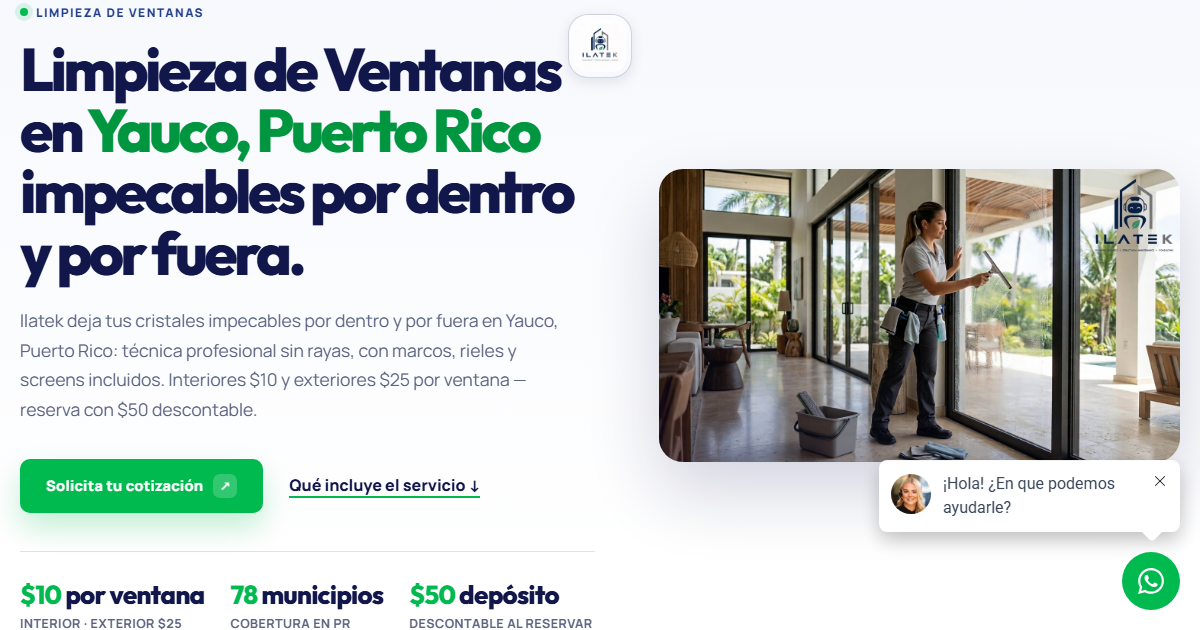 LIMPIEZA DE VENTANAS
ILATEK
Limpieza de Ventanas
en Yauco, Puerto Rico
impecables por dentro
y por fuera.
Ilatek deja tus cristales impecables por dentro y por fuera en Yauco,
Puerto Rico: técnica profesional sin rayas, con marcos, rieles y
screens incluidos. Interiores $10 y exteriores $25 por ventana —
reserva con $50 descontable.
Solicita tu cotización ↗
Qué incluye el servicio ↓
$10 por ventana
INTERIOR · EXTERIOR $25
78 municipios
COBERTURA EN PR
$50 depósito
DESCONTABLE AL RESERVAR
ILATEK
¡Hola! ¿En que podemos
ayudarle?